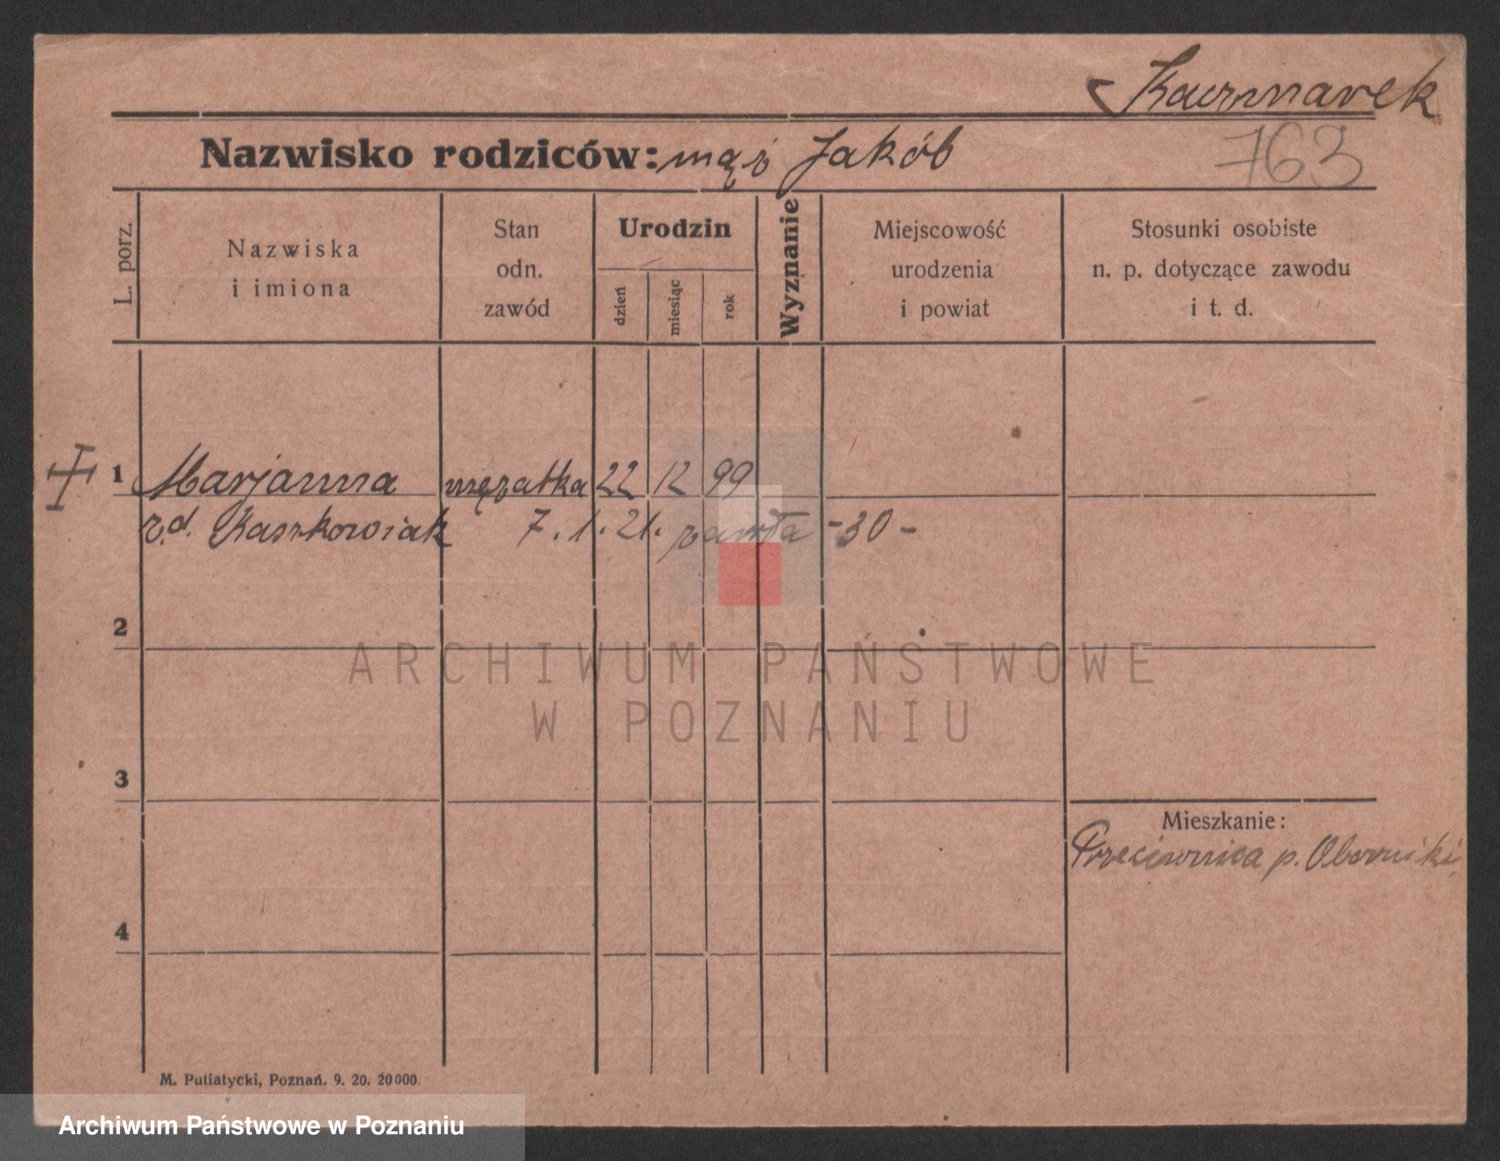 Kaczmarek
Nazwisko rodziców: mąż Jakób
763
L. porz.
Nazwiska
i imiona
Stan
odn.
zawód
Urodzin
dzień
miesiąc
rok
Wyznanie
Miejscowość
urodzenia
i powiat
Stosunki osobiste
n. p. dotyczące zawodu
i t. d.
1 Marjanna mężatka 22 12 99
z d. Kaszkowiak 7. 1. 21. zmarła -30-
2
ARCHIWUM PAŃSTWOWE
W POZNANIU
3
Mieszkanie:
p. Oborniki
4
M. Putiatycki, Poznań. 9. 20. 20000.
Archiwum Państwowe w Poznaniu